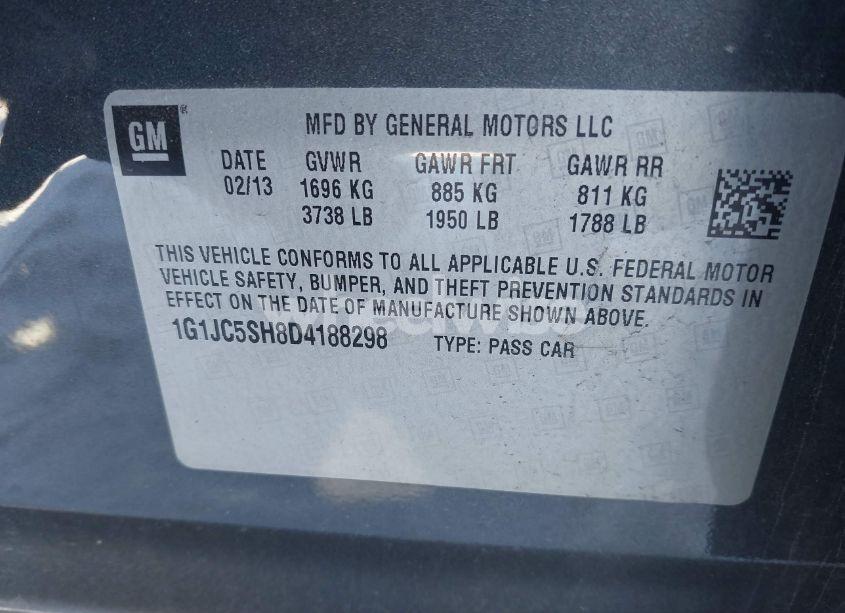 GM ®
MFD BY GENERAL MOTORS LLC
DATE GVWR GAWR FRT GAWR RR
02/13 1696 KG 885 KG 811 KG
3738 LB 1950 LB 1788 LB
THIS VEHICLE CONFORMS TO ALL APPLICABLE U.S. FEDERAL MOTOR
VEHICLE SAFETY, BUMPER, AND THEFT PREVENTION STANDARDS IN
EFFECT ON THE DATE OF MANUFACTURE SHOWN ABOVE.
1G1JC5SH8D4188298 TYPE: PASS CAR